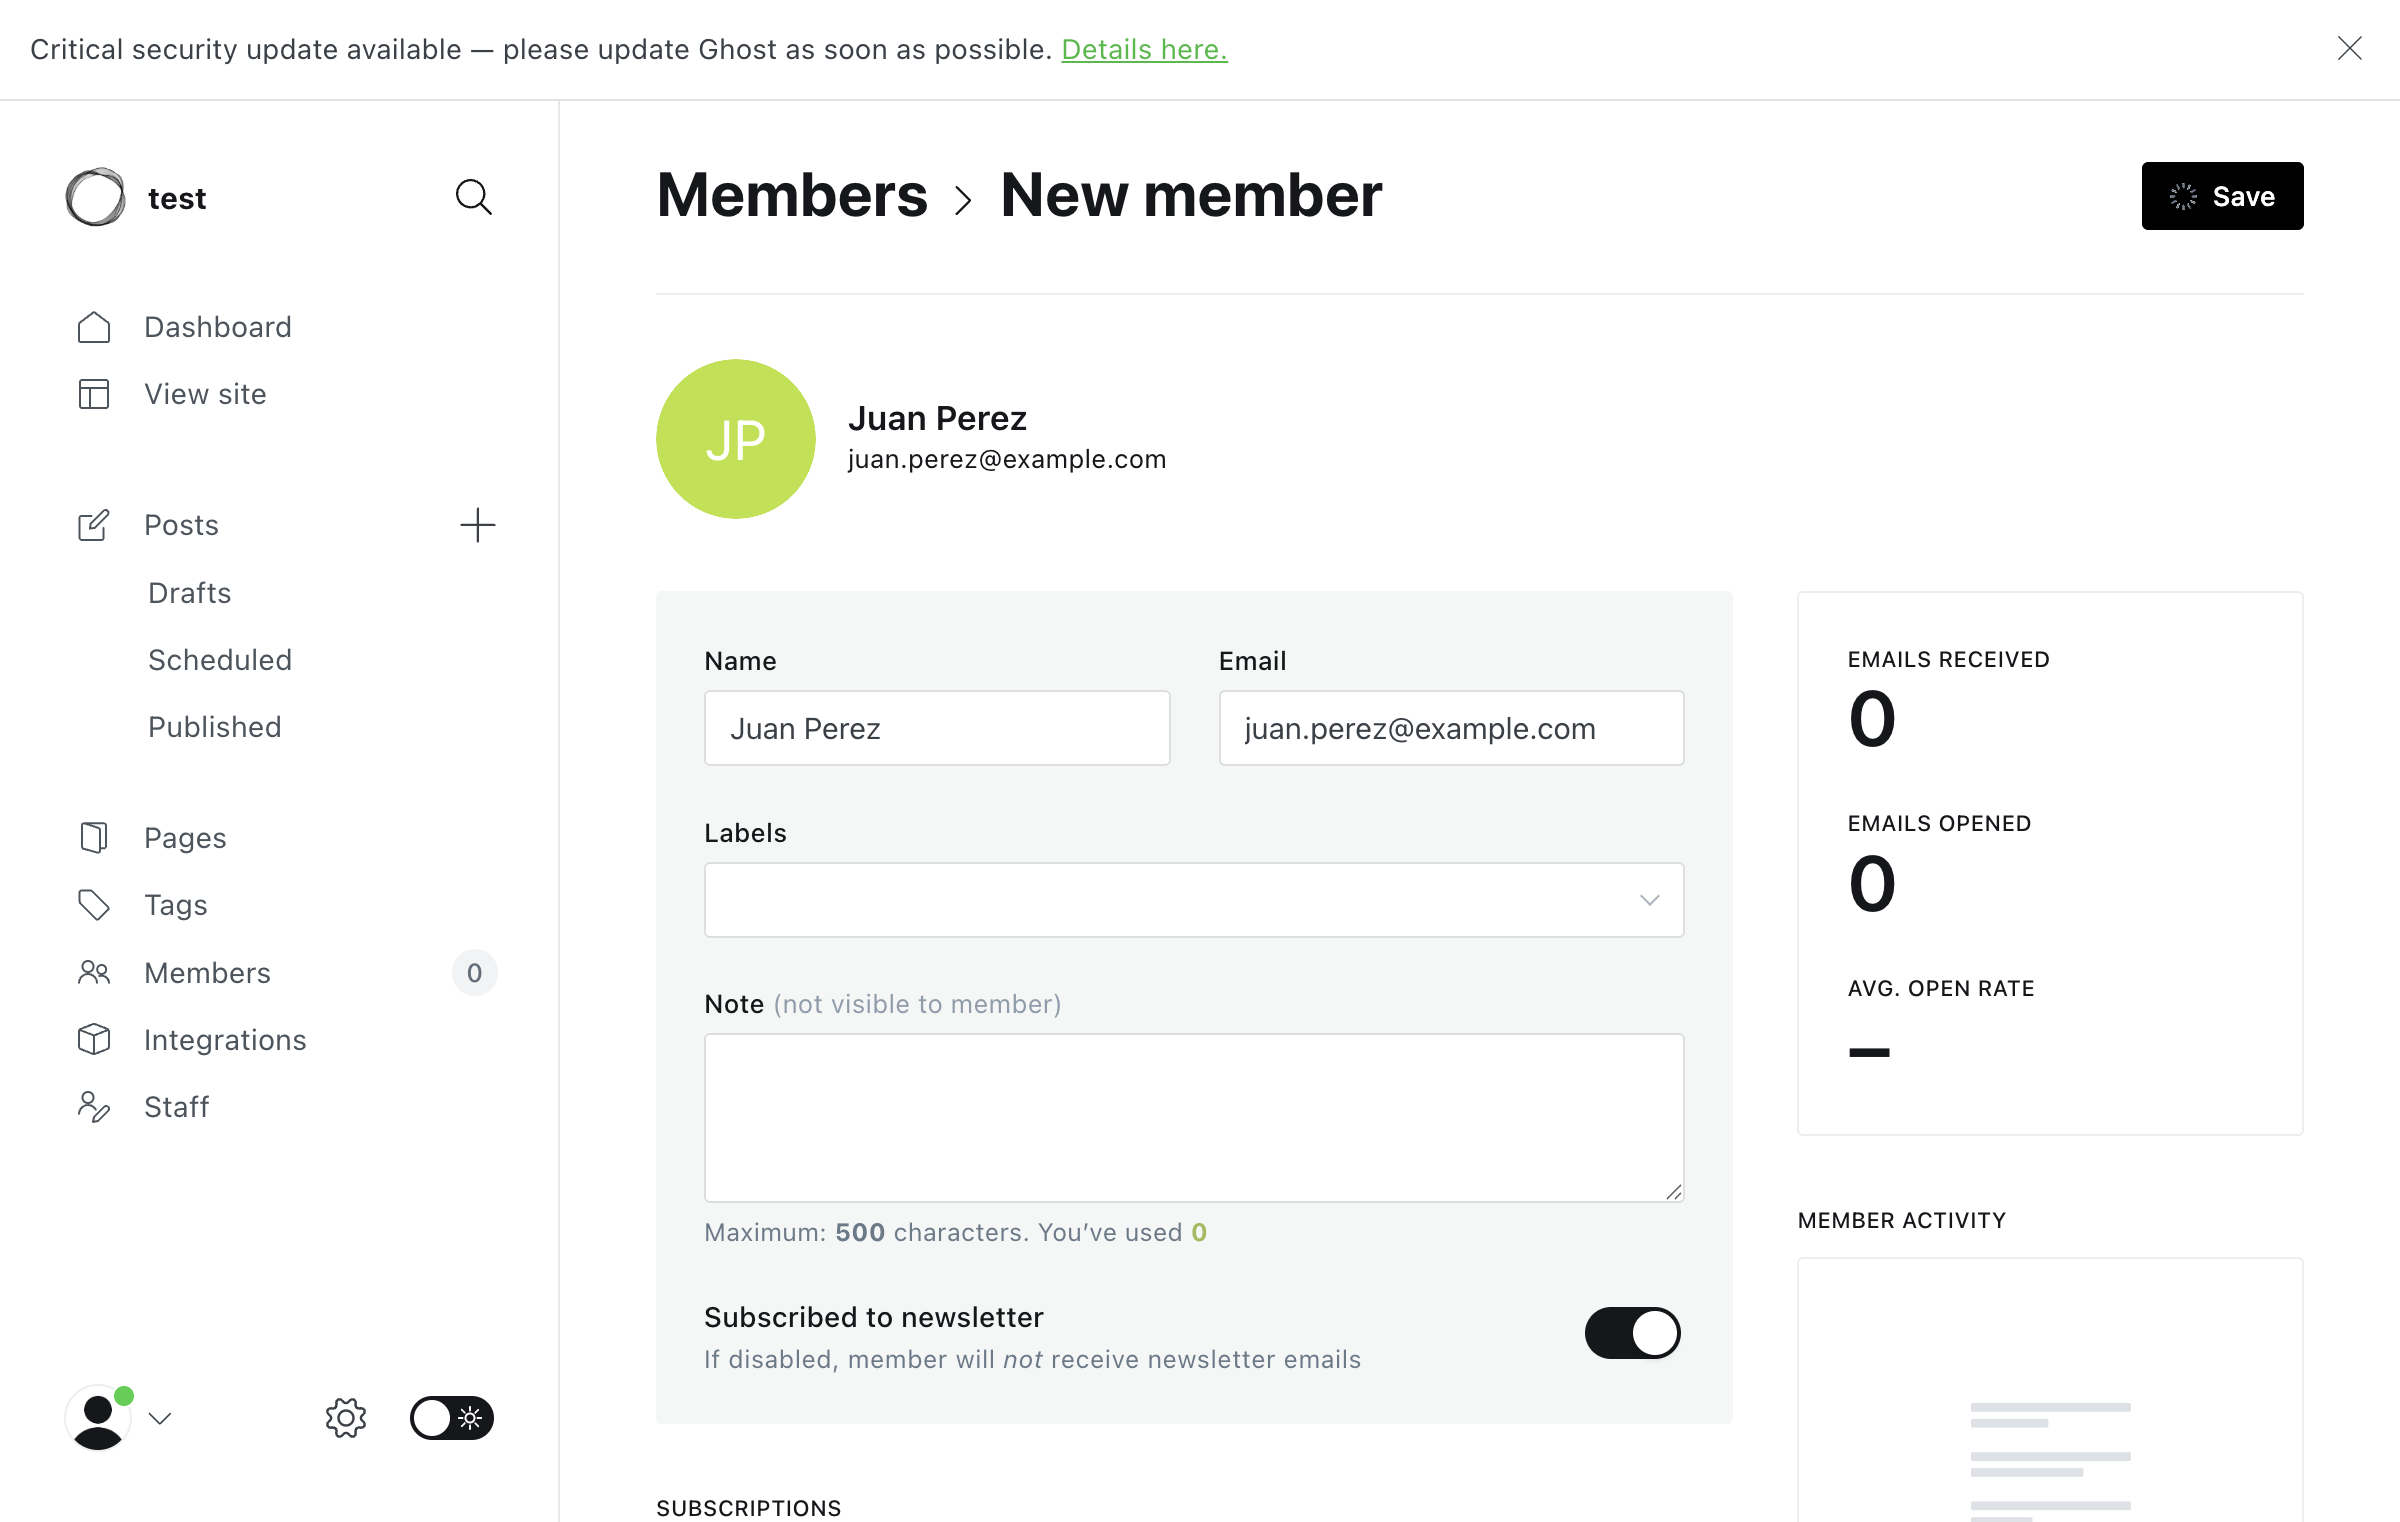 Critical security update available — please update Ghost as soon as possible. Details here.
test
Dashboard
View site
Posts
Drafts
Scheduled
Published
Pages
Tags
Members 0
Integrations
Staff
Members > New member
Save
JP
Juan Perez
juan.perez@example.com
Name
Juan Perez
Email
juan.perez@example.com
Labels
Note (not visible to member)
Maximum: 500 characters. You’ve used 0
Subscribed to newsletter
If disabled, member will not receive newsletter emails
SUBSCRIPTIONS
EMAILS RECEIVED
0
EMAILS OPENED
0
AVG. OPEN RATE
–
MEMBER ACTIVITY